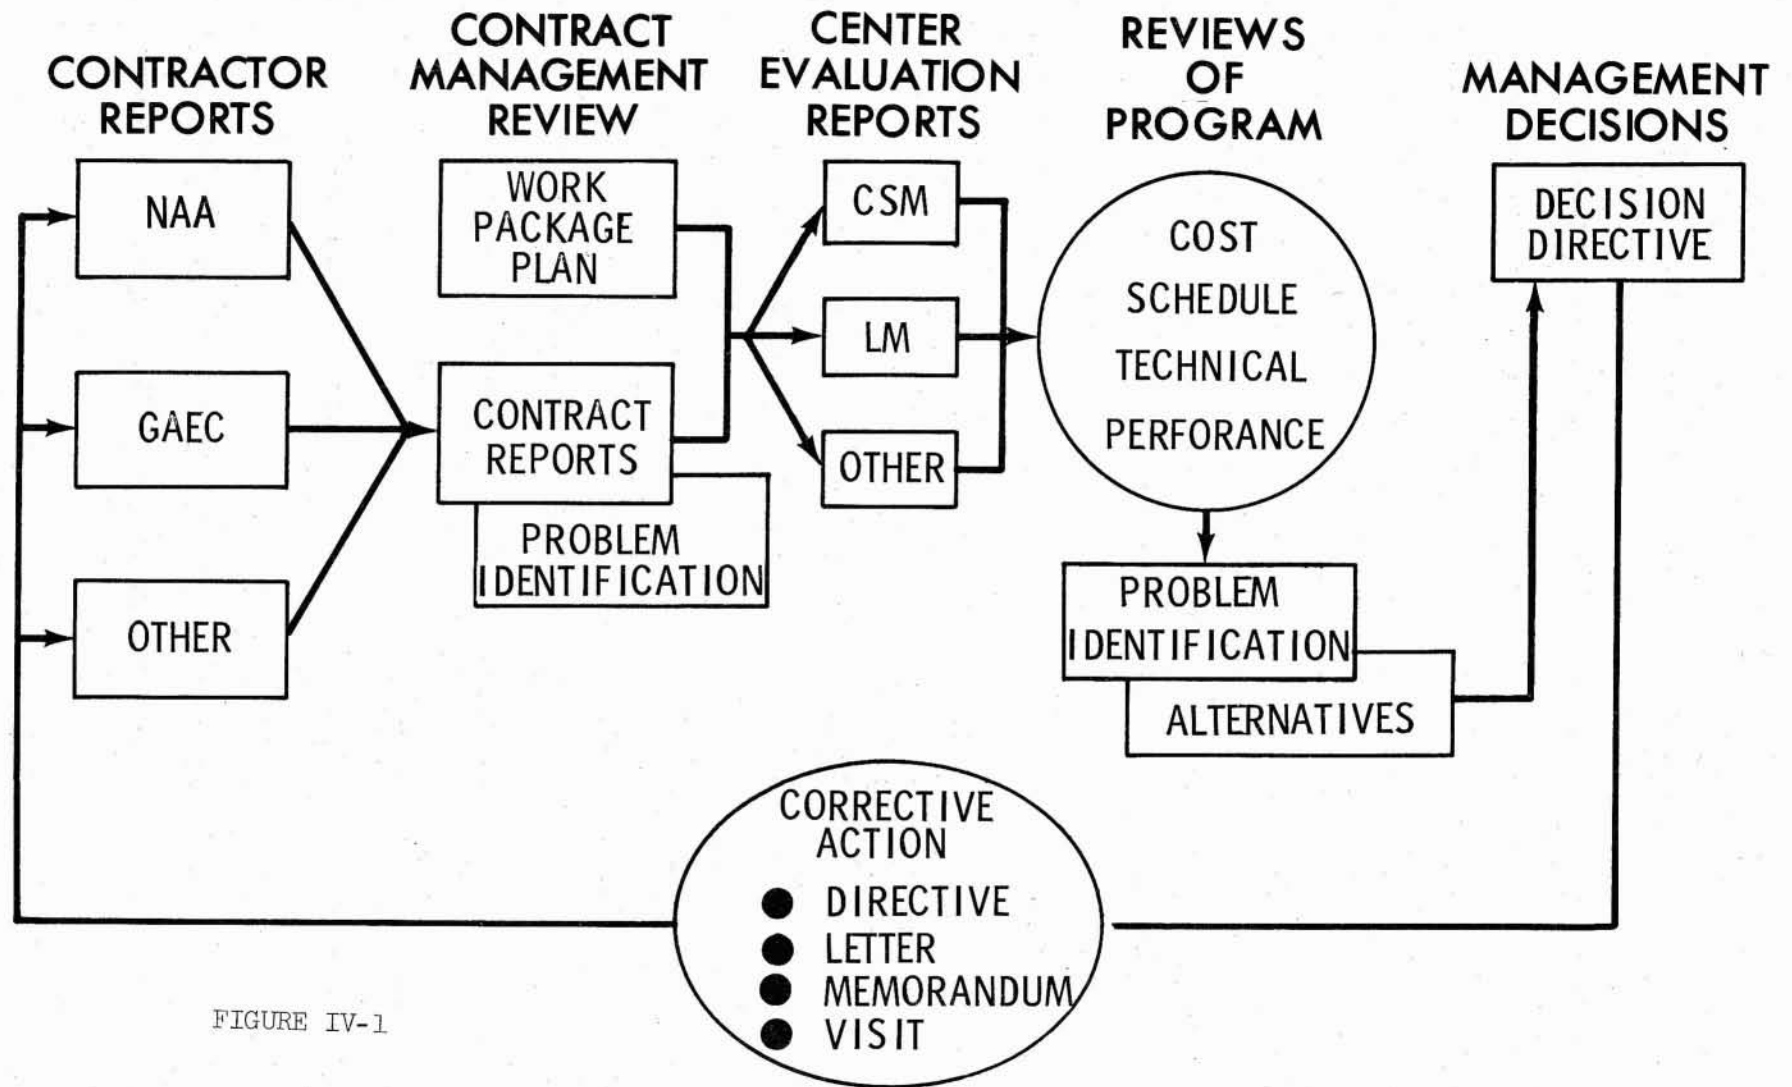 CONTRACTOR
REPORTS
NAA
GAEC
OTHER
CONTRACT
MANAGEMENT
REVIEW
WORK
PACKAGE
PLAN
CONTRACT
REPORTS
PROBLEM
IDENTIFICATION
CENTER
EVALUATION
REPORTS
CSM
LM
OTHER
REVIEWS
OF
PROGRAM
COST
SCHEDULE
TECHNICAL
PERFORANCE
PROBLEM
IDENTIFICATION
ALTERNATIVES
MANAGEMENT
DECISIONS
DECISION
DIRECTIVE
CORRECTIVE
ACTION
● DIRECTIVE
● LETTER
● MEMORANDUM
● VISIT
FIGURE IV-1